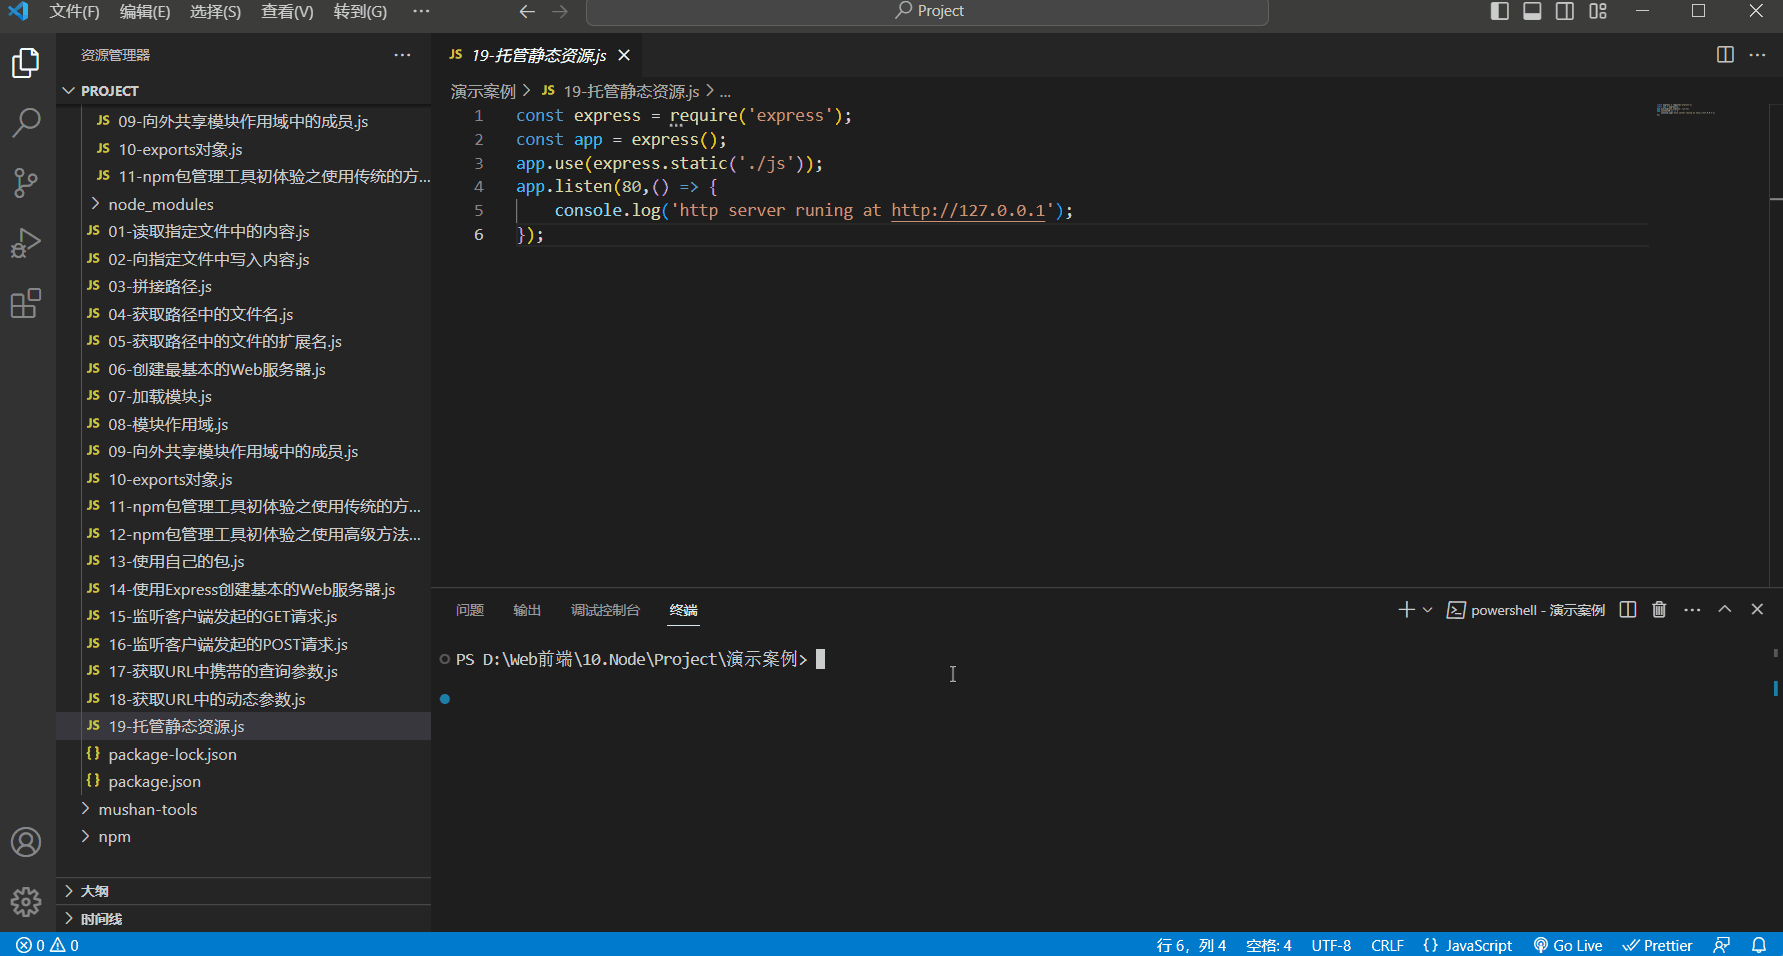 文件(F) 编辑(E) 选择(S) 查看(V) 转到(G) ··· Project
资源管理器 ···
PROJECT
JS 09-向外共享模块作用域中的成员.js
JS 10-exports对象.js
JS 11-npm包管理工具初体验之使用传统的方...
node_modules
JS 01-读取指定文件中的内容.js
JS 02-向指定文件中写入内容.js
JS 03-拼接路径.js
JS 04-获取路径中的文件名.js
JS 05-获取路径中的文件的扩展名.js
JS 06-创建最基本的Web服务器.js
JS 07-加载模块.js
JS 08-模块作用域.js
JS 09-向外共享模块作用域中的成员.js
JS 10-exports对象.js
JS 11-npm包管理工具初体验之使用传统的方...
JS 12-npm包管理工具初体验之使用高级方法...
JS 13-使用自己的包.js
JS 14-使用Express创建基本的Web服务器.js
JS 15-监听客户端发起的GET请求.js
JS 16-监听客户端发起的POST请求.js
JS 17-获取URL中携带的查询参数.js
JS 18-获取URL中的动态参数.js
JS 19-托管静态资源.js
{} package-lock.json
{} package.json
mushan-tools
npm
大纲
时间线
JS 19-托管静态资源.js
演示案例 > JS 19-托管静态资源.js > ...
1 const express = require('express');
2 const app = express();
3 app.use(express.static('./js'));
4 app.listen(80,() => {
5 console.log('http server runing at http://127.0.0.1');
6 });
问题 输出 调试控制台 终端 powershell - 演示案例 ···
PS D:\Web前端\10.Node\Project\演示案例>
0 0 行 6，列 4 空格: 4 UTF-8 CRLF {} JavaScript Go Live Prettier